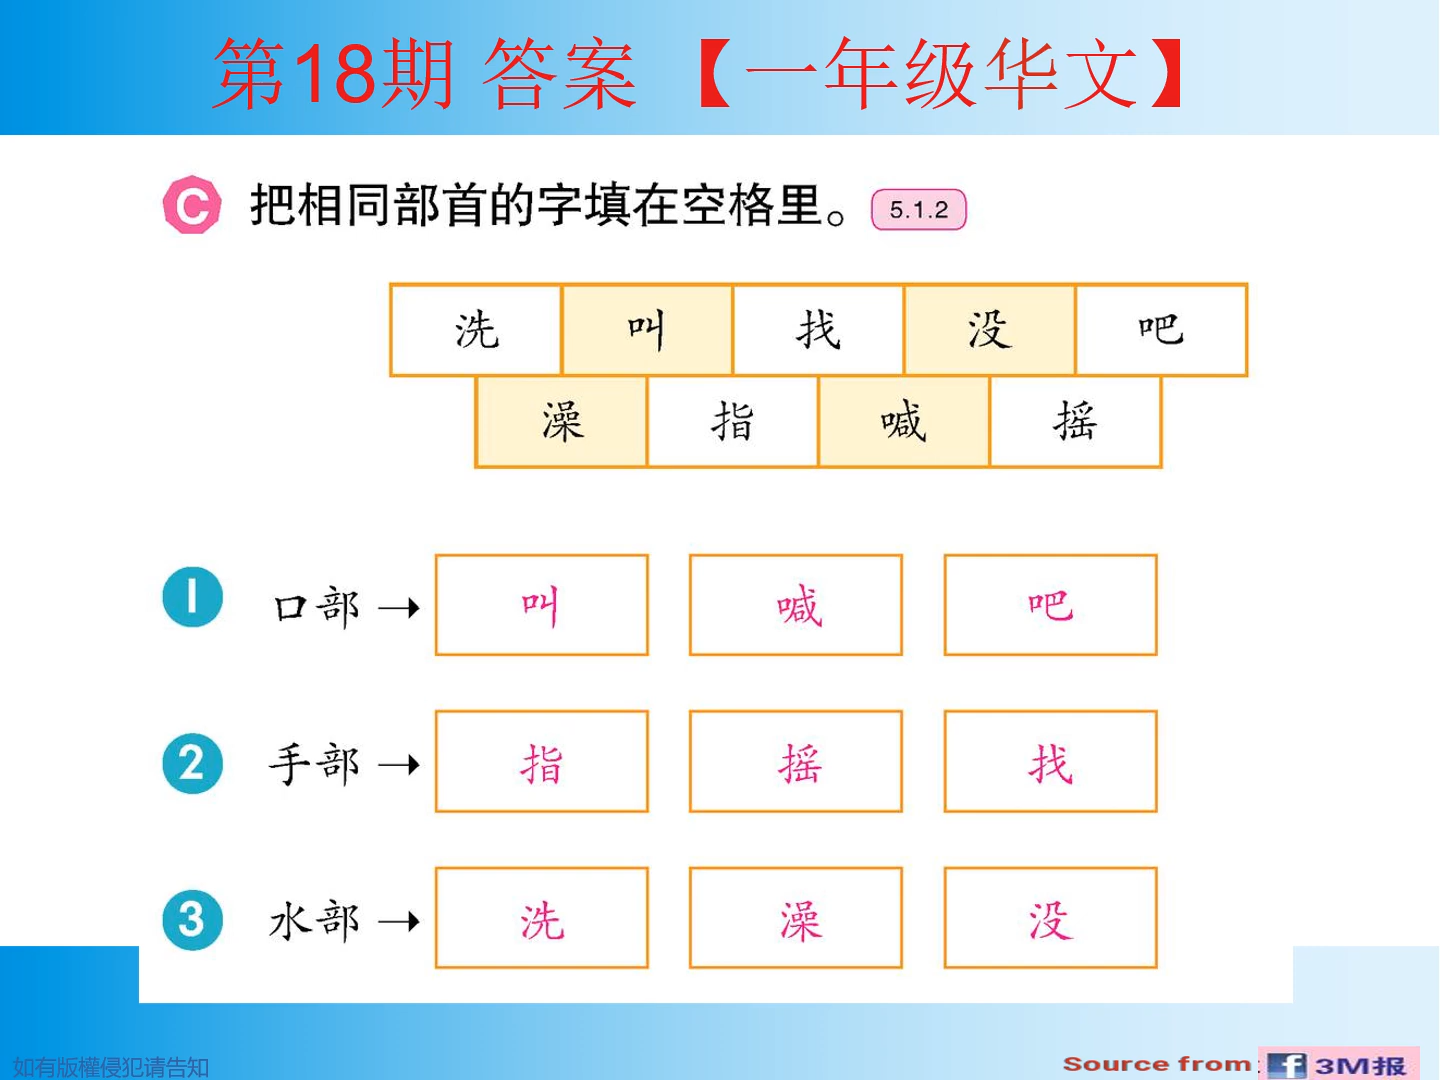 第18期 答案 【一年级华文】
C 把相同部首的字填在空格里。 5.1.2
洗 叫 找 没 吧
澡 指 喊 摇
1 口部 → 叫 喊 吧
2 手部 → 指 摇 找
3 水部 → 洗 澡 没
如有版權侵犯请告知
Source from : f 3M报